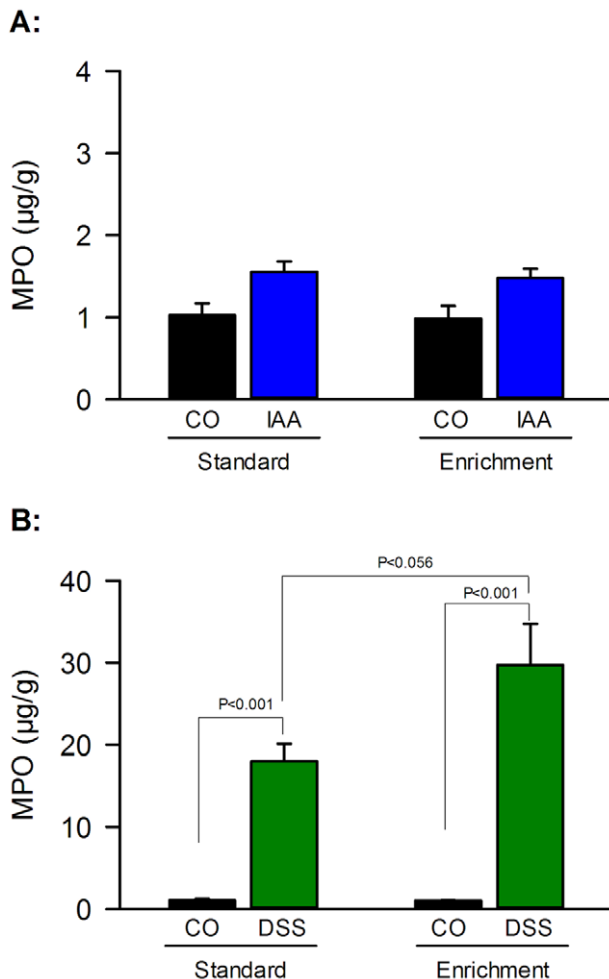 A:
MPO (µg/g)
4
3
2
1
0
CO IAA CO IAA
Standard Enrichment
B:
MPO (µg/g)
40
30
20
10
0
P<0.056
P<0.001
P<0.001
CO DSS CO DSS
Standard Enrichment